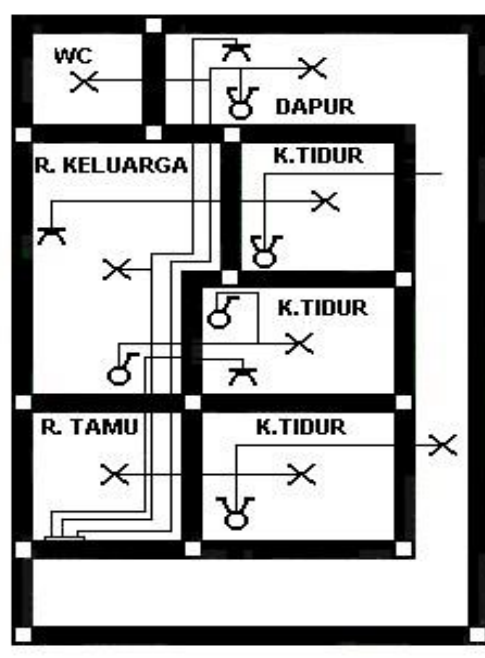 WC
DAPUR
R. KELUARGA
K.TIDUR
K.TIDUR
R. TAMU
K.TIDUR